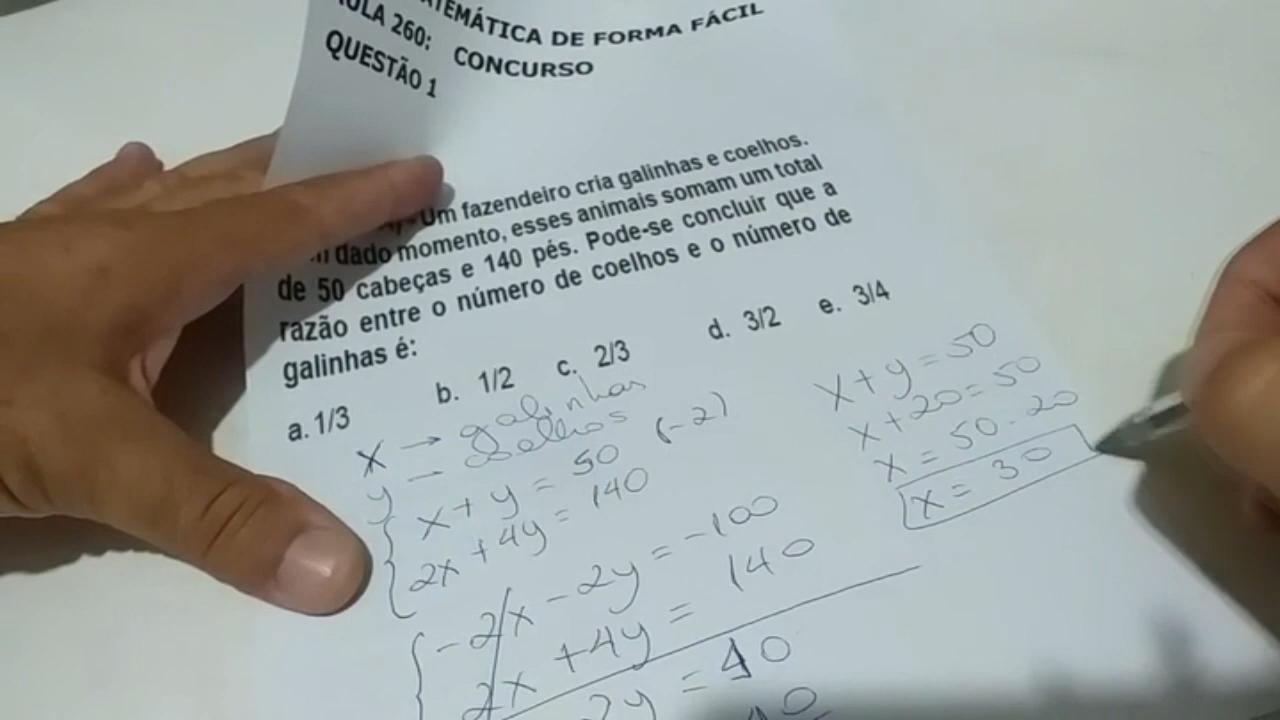 MATEMÁTICA DE FORMA FÁCIL
AULA 260: CONCURSO
QUESTÃO 1
Um fazendeiro cria galinhas e coelhos.
dado momento, esses animais somam um total
de 50 cabeças e 140 pés. Pode-se concluir que a
razão entre o número de coelhos e o número de
galinhas é:
a. 1/3 b. 1/2 c. 2/3 d. 3/2 e. 3/4
x → galinhas
y → coelhos
x + y = 50 (-2)
2x + 4y = 140
-2x - 2y = -100
2x + 4y = 140
2y = 40
40
x + y = 50
x + 20 = 50
x = 50 - 20
x = 30